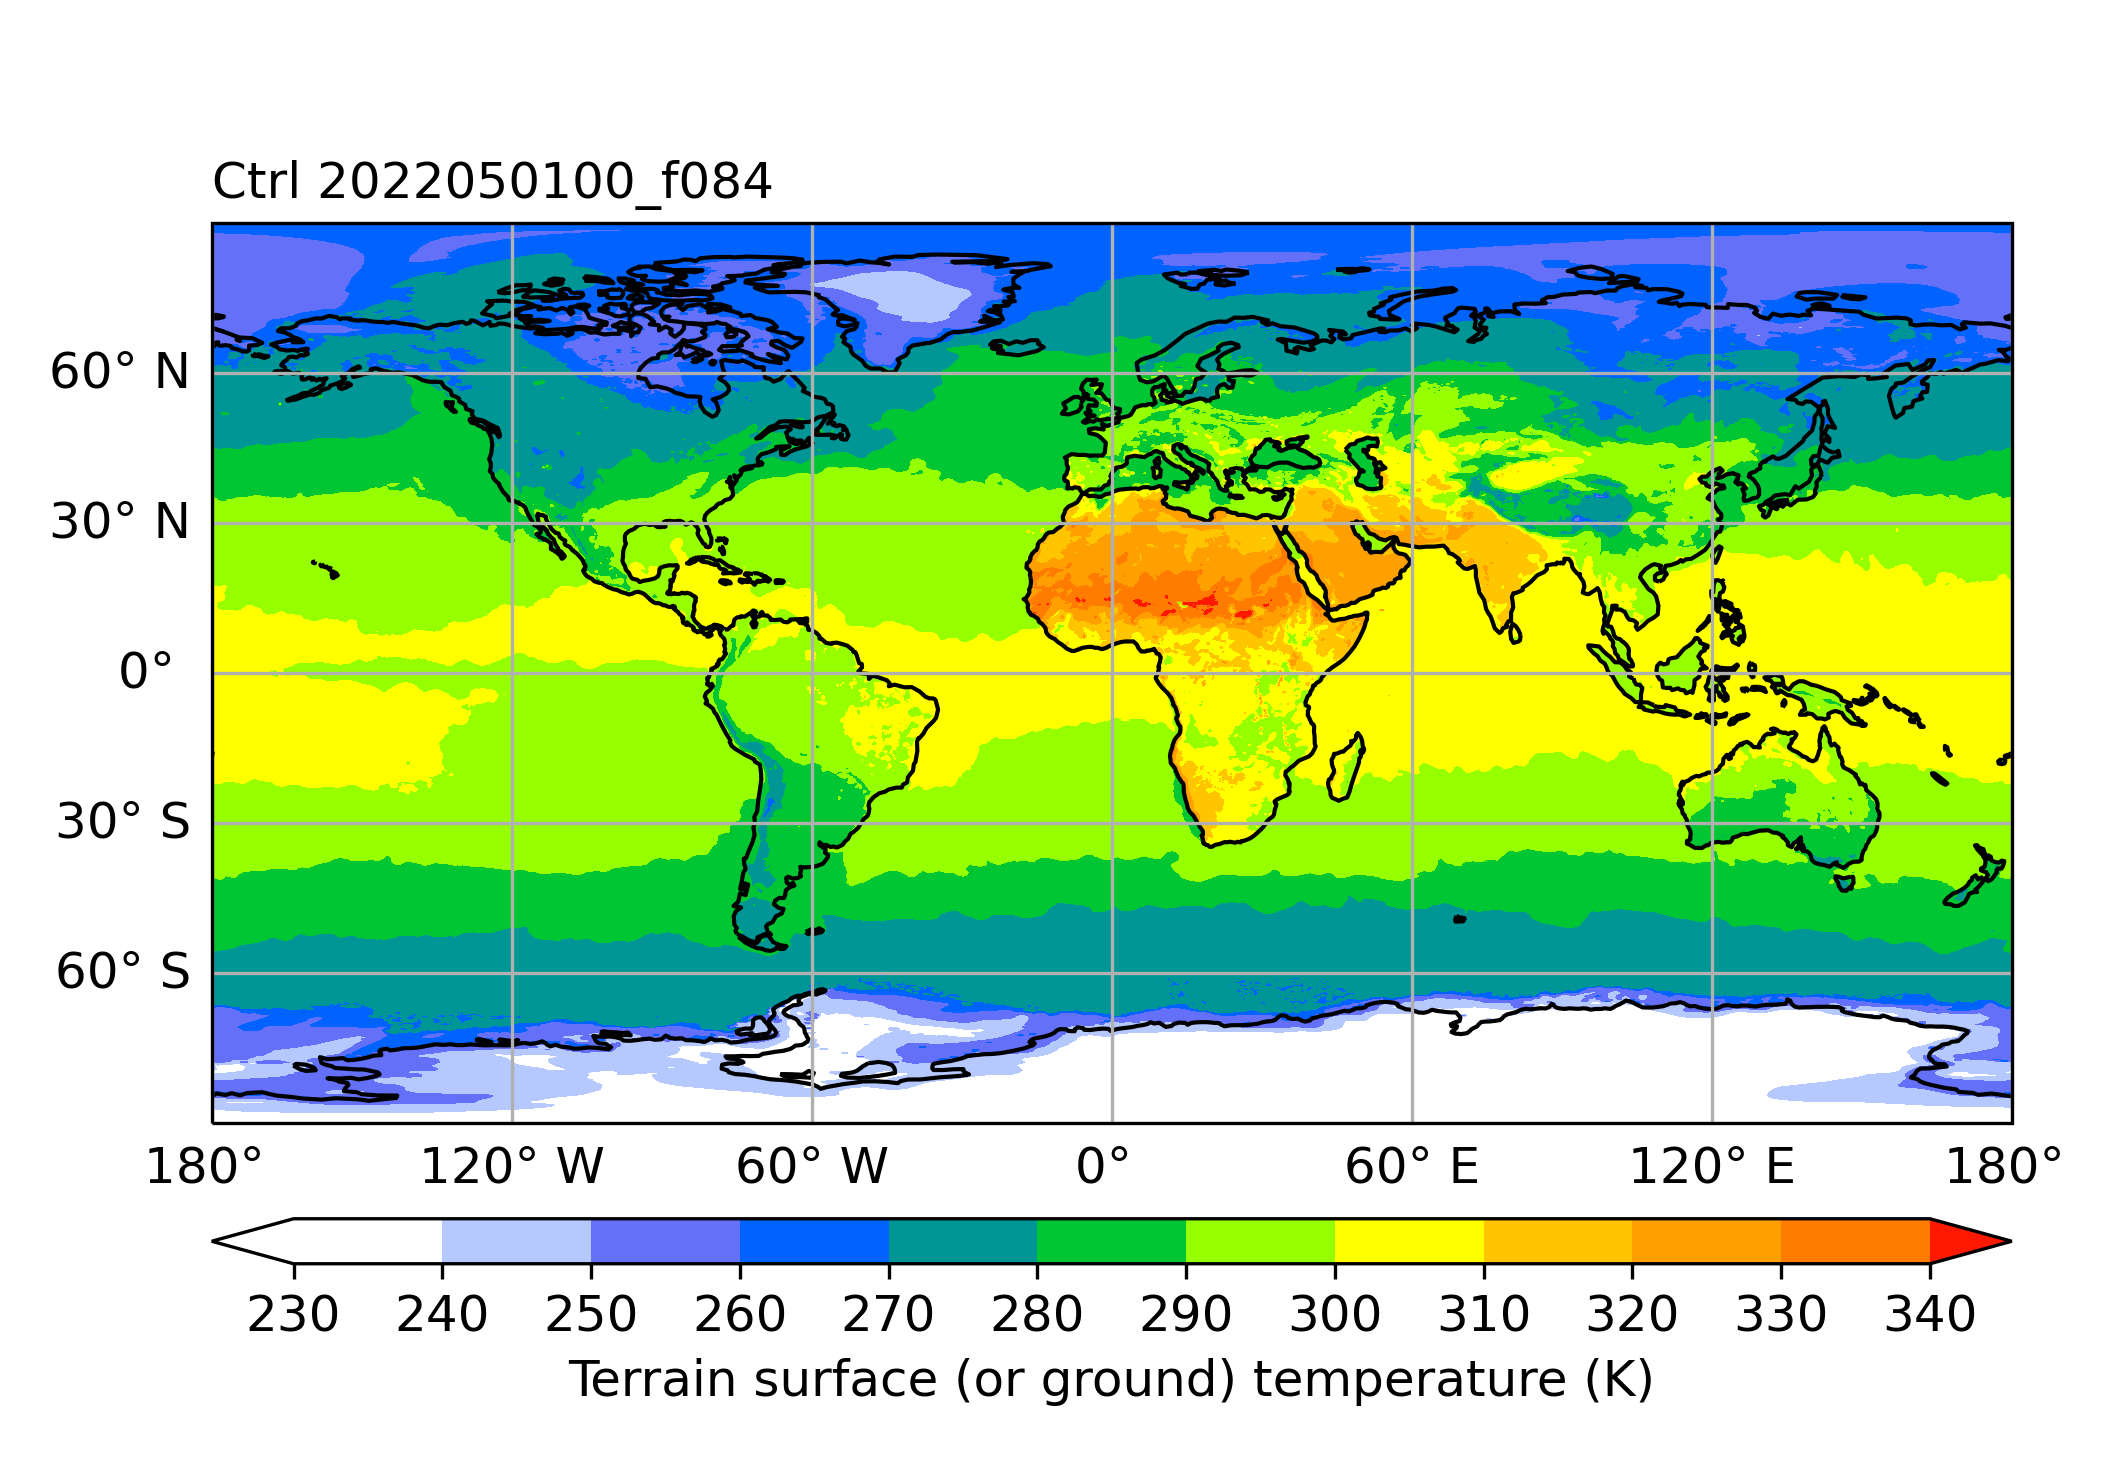 Ctrl 2022050100_f084
60° N
30° N
0°
30° S
60° S
180° 120° W 60° W 0° 60° E 120° E 180°
230 240 250 260 270 280 290 300 310 320 330 340
Terrain surface (or ground) temperature (K)